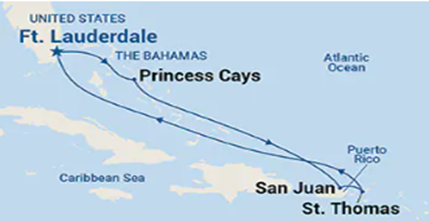 UNITED STATES
Ft. Lauderdale
THE BAHAMAS
Princess Cays
Atlantic
Ocean
Puerto
Rico
Caribbean Sea
San Juan
St. Thomas